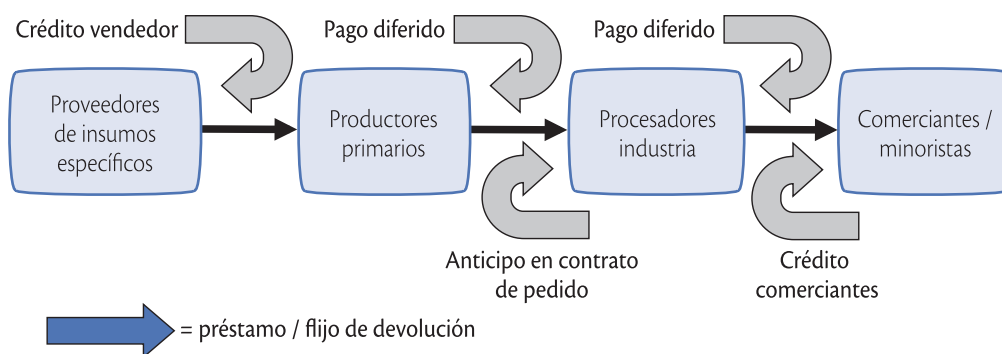 Crédito vendedor
Pago diferido
Pago diferido
Proveedores
de insumos
específicos
Productores
primarios
Procesadores
industria
Comerciantes /
minoristas
Anticipo en contrato
de pedido
Crédito
comerciantes
= préstamo / flijo de devolución